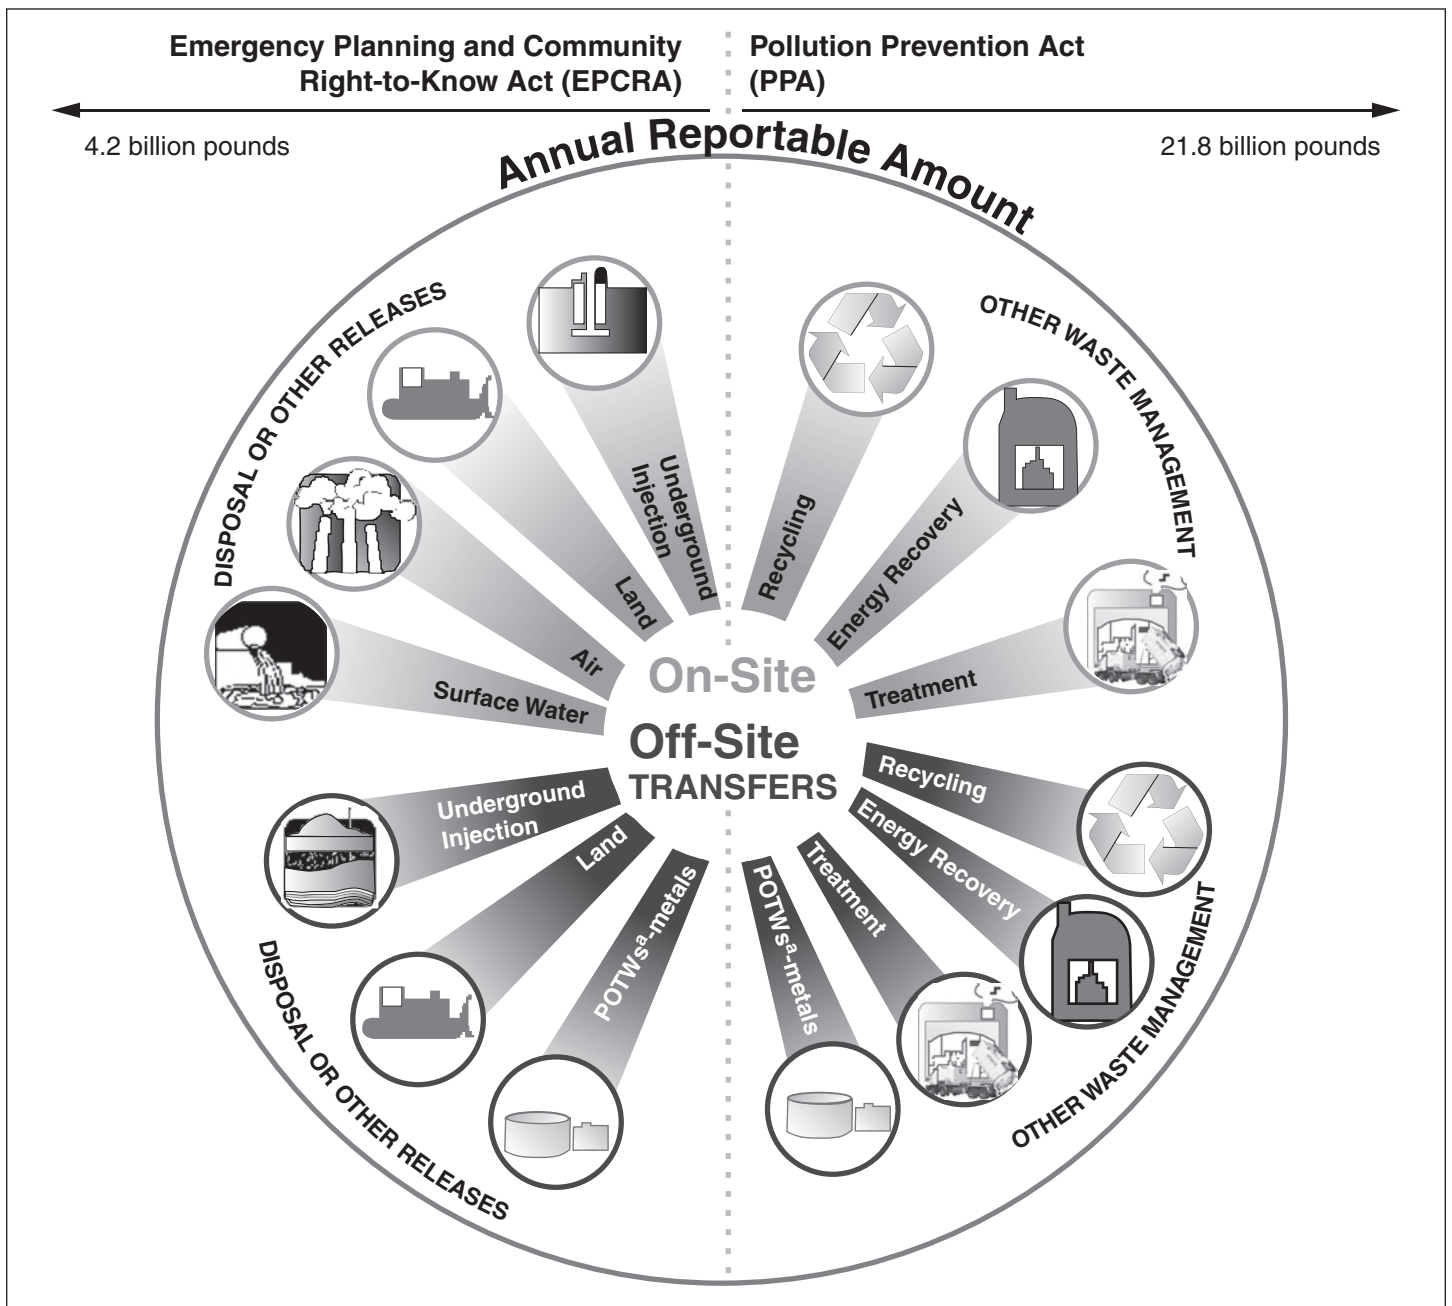 Emergency Planning and Community
Right-to-Know Act (EPCRA)
Pollution Prevention Act
(PPA)
4.2 billion pounds
21.8 billion pounds
Annual Reportable Amount
DISPOSAL OR OTHER RELEASES
OTHER WASTE MANAGEMENT
Underground
Injection
Land
Air
Surface Water
Recycling
Energy Recovery
Treatment
On-Site
Off-Site
TRANSFERS
Underground
Injection
Land
POTWsª-metals
Recycling
Energy Recovery
Treatment
POTWsª-metals
DISPOSAL OR OTHER RELEASES
OTHER WASTE MANAGEMENT